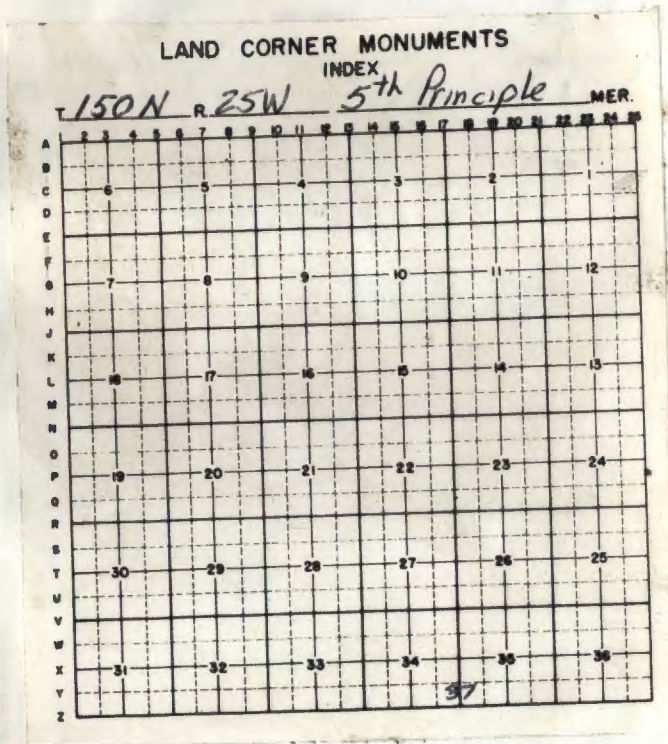 LAND CORNER MONUMENTS
INDEX
T. 150N R. 25W 5th Principle MER.
2 3 4 5 6 7 8 9 10 11 12 13 14 15 16 17 18 19 20 21 22 23 24 25
A
B
C 6 5 4 3 2 1
D
E
F
G 7 8 9 10 11 12
H
J
K
L 18 17 16 15 14 13
M
N
O
P 19 20 21 22 23 24
Q
R
S
T 30 29 28 27 26 25
U
V
W
X 31 32 33 34 35 36
Y 37
Z